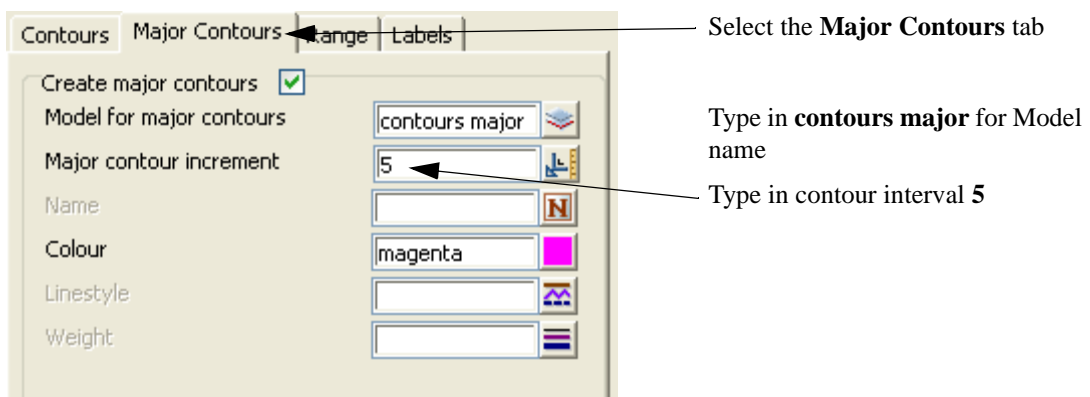 Contours Major Contours Range Labels
Select the Major Contours tab
Create major contours
Model for major contours contours major
Type in contours major for Model
name
Major contour increment 5
Type in contour interval 5
Name N
Colour magenta
Linestyle
Weight